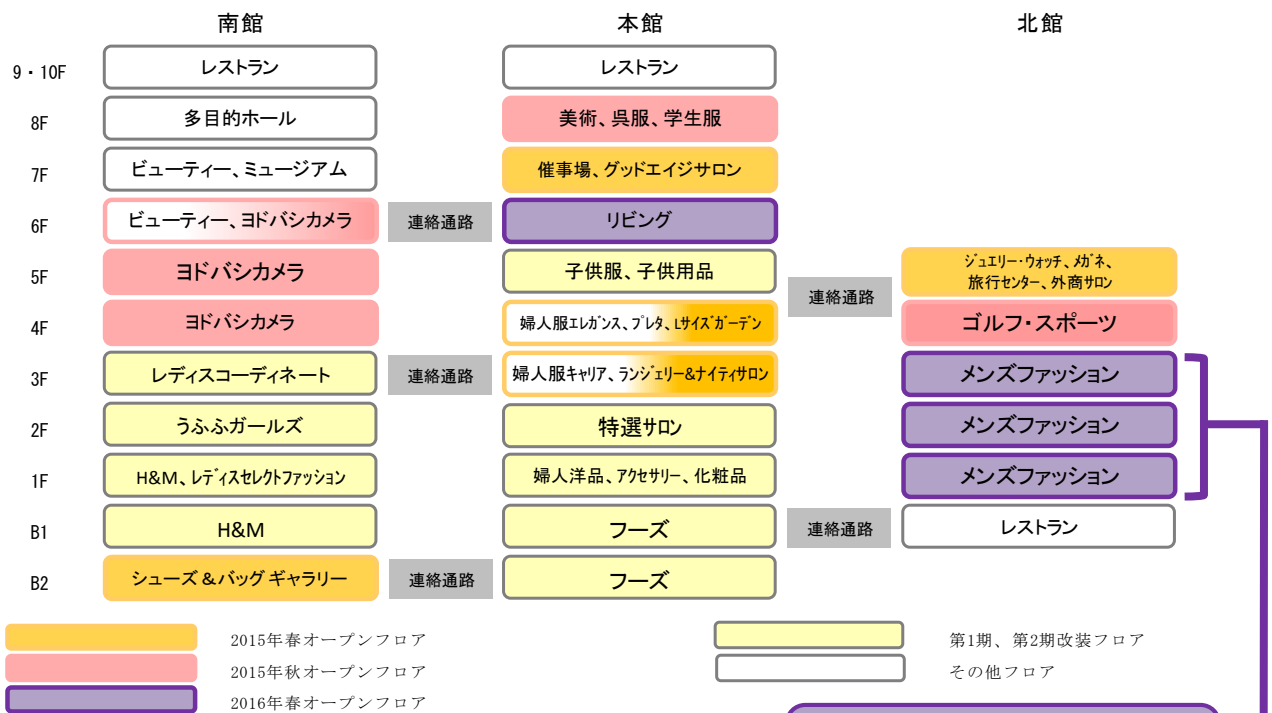 南館 本館 北館
9・10F レストラン レストラン
8F 多目的ホール 美術、呉服、学生服
7F ビューティー、ミュージアム 催事場、グッドエイジサロン
6F ビューティー、ヨドバシカメラ 連絡通路 リビング
5F ヨドバシカメラ 子供服、子供用品 ジュエリー・ウォッチ、メガネ、
旅行センター、外商サロン
連絡通路
4F ヨドバシカメラ 婦人服エレガンス、プレタ、Lサイズガーデン ゴルフ・スポーツ
3F レディスコーディネート 連絡通路 婦人服キャリア、ランジェリー&ナイティサロン メンズファッション
2F うふふガールズ 特選サロン メンズファッション
1F H&M、レディスセレクトファッション 婦人洋品、アクセサリー、化粧品 メンズファッション
B1 H&M フーズ 連絡通路 レストラン
B2 シューズ&バッグギャラリー 連絡通路 フーズ
2015年春オープンフロア 第1期、第2期改装フロア
2015年秋オープンフロア その他フロア
2016年春オープンフロア